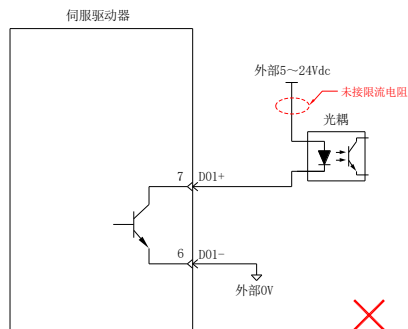 伺服驱动器
外部5～24Vdc
未接限流电阻
光耦
7 DO1+
6 DO1-
外部0V